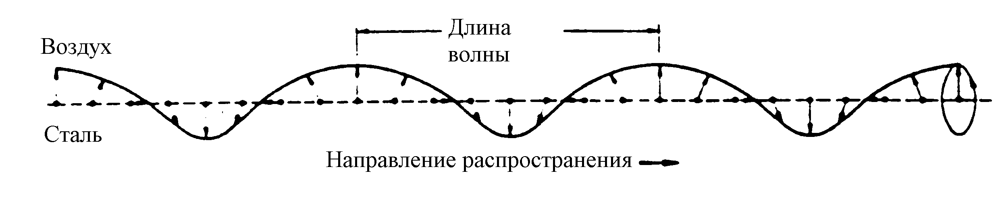 Длина
волны
Воздух
Сталь
Направление распространения